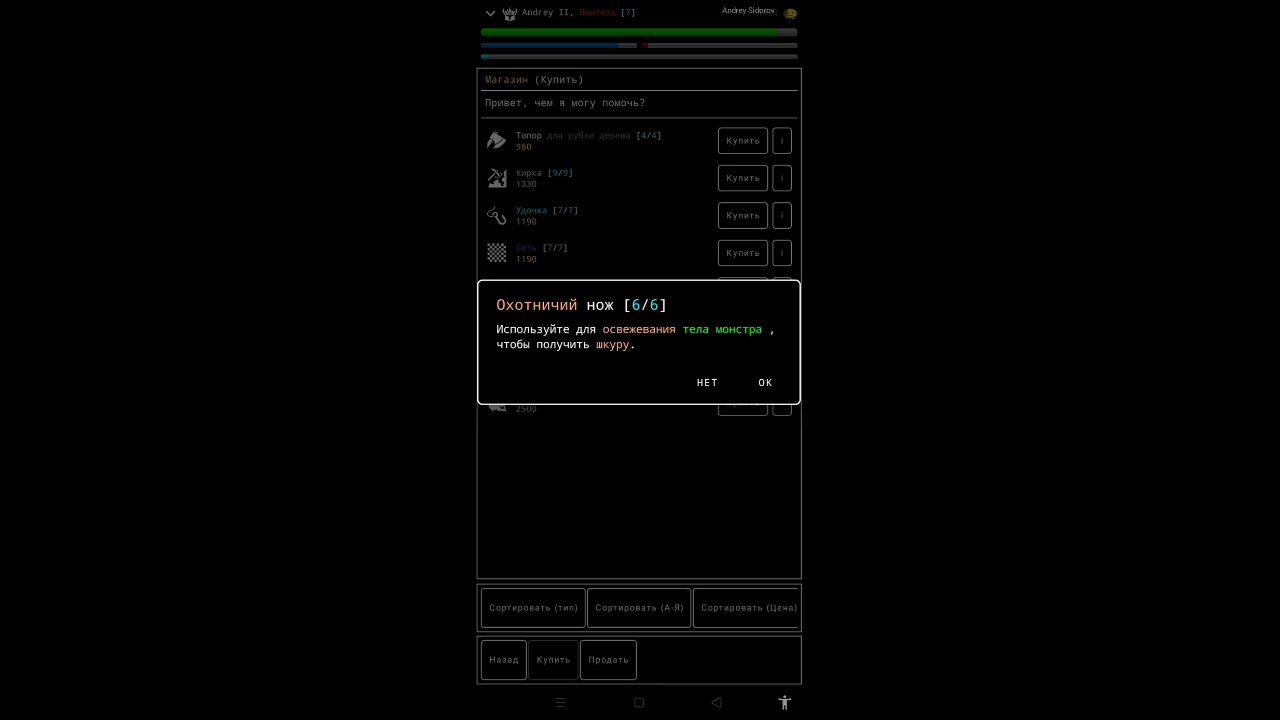 Andrey II, Воитель [7]
Andrey Sidorov
Магазин (Купить)
Привет, чем я могу помочь?
Топор для рубки дерева [4/4]
980
Купить
i
Кирка [9/9]
1330
Купить
i
Удочка [7/7]
1190
Купить
i
Сеть [7/7]
1190
Купить
i
Охотничий нож [6/6]
Используйте для освежевания тела монстра ,
чтобы получить шкуру.
НЕТ
OK
2500
Сортировать (тип)
Сортировать (А-Я)
Сортировать (Цена)
Назад
Купить
Продать